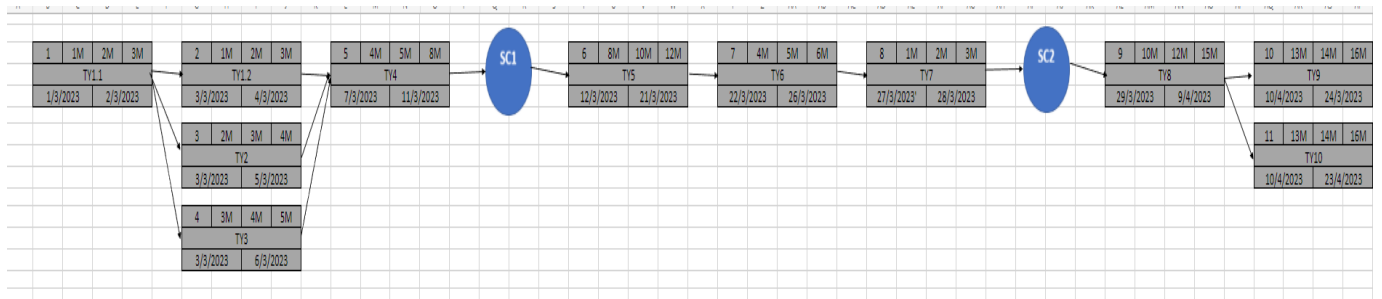 1 1M 2M 3M
TY1.1
1/3/2023 2/3/2023
2 1M 2M 3M
TY1.2
3/3/2023 4/3/2023
3 2M 3M 4M
TY2
3/3/2023 5/3/2023
4 3M 4M 5M
TY3
3/3/2023 6/3/2023
5 4M 5M 8M
TY4
7/3/2023 11/3/2023
SC1
6 8M 10M 12M
TY5
12/3/2023 21/3/2023
7 4M 5M 6M
TY6
22/3/2023 26/3/2023
8 1M 2M 3M
TY7
27/3/2023' 28/3/2023
SC2
9 10M 12M 15M
TY8
29/3/2023 9/4/2023
10 13M 14M 16M
TY9
10/4/2023 24/3/2023
11 13M 14M 16M
TY10
10/4/2023 23/4/2023